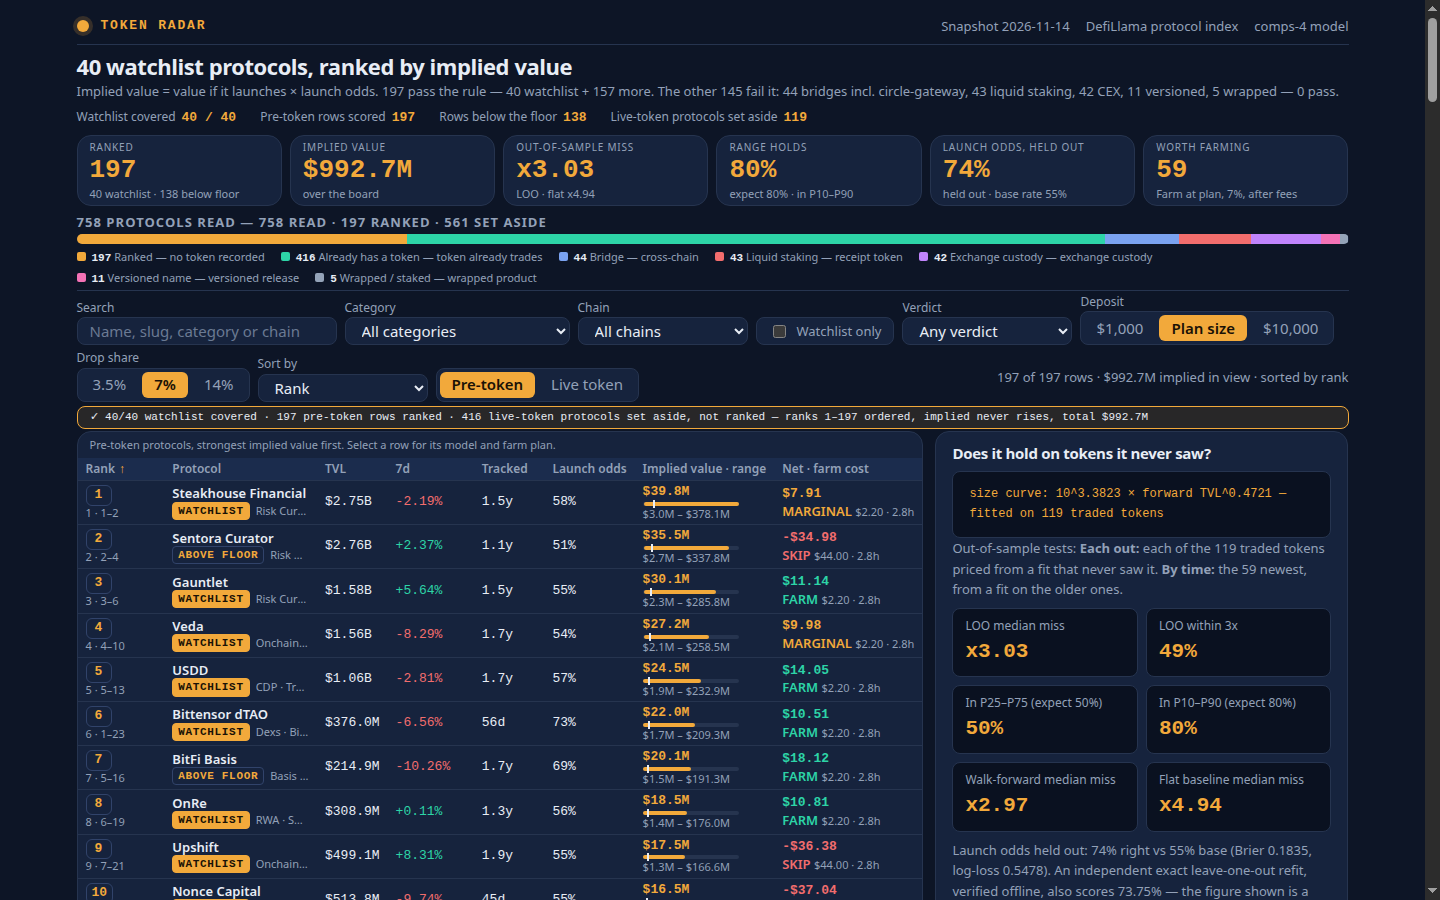 TOKEN RADAR
Snapshot 2026-11-14 DefiLlama protocol index comps-4 model
40 watchlist protocols, ranked by implied value
Implied value = value if it launches × launch odds. 197 pass the rule — 40 watchlist + 157 more. The other 145 fail it: 44 bridges incl. circle-gateway, 43 liquid staking, 42 CEX, 11 versioned, 5 wrapped — 0 pass.
Watchlist covered 40 / 40 Pre-token rows scored 197 Rows below the floor 138 Live-token protocols set aside 119
RANKED
197
40 watchlist · 138 below floor
IMPLIED VALUE
$992.7M
over the board
OUT-OF-SAMPLE MISS
x3.03
LOO · flat x4.94
RANGE HOLDS
80%
expect 80% · in P10–P90
LAUNCH ODDS, HELD OUT
74%
held out · base rate 55%
WORTH FARMING
59
Farm at plan, 7%, after fees
758 PROTOCOLS READ — 758 READ · 197 RANKED · 561 SET ASIDE
197 Ranked — no token recorded 416 Already has a token — token already trades 44 Bridge — cross-chain 43 Liquid staking — receipt token 42 Exchange custody — exchange custody
11 Versioned name — versioned release 5 Wrapped / staked — wrapped product
Search
Name, slug, category or chain
Category
All categories
Chain
All chains
Watchlist only
Verdict
Any verdict
Deposit
$1,000 Plan size $10,000
Drop share
3.5% 7% 14%
Sort by
Rank
Pre-token Live token
197 of 197 rows · $992.7M implied in view · sorted by rank
✓ 40/40 watchlist covered · 197 pre-token rows ranked · 416 live-token protocols set aside, not ranked — ranks 1–197 ordered, implied never rises, total $992.7M
Pre-token protocols, strongest implied value first. Select a row for its model and farm plan.
Rank ↑ Protocol TVL 7d Tracked Launch odds Implied value · range Net · farm cost
1 Steakhouse Financial $2.75B -2.19% 1.5y 58% $39.8M $7.91
1 · 1–2 WATCHLIST Risk Cur... $3.0M – $378.1M MARGINAL $2.20 · 2.8h
2 Sentora Curator $2.76B +2.37% 1.1y 51% $35.5M -$34.98
2 · 2–4 ABOVE FLOOR Risk ... $2.7M – $337.8M SKIP $44.00 · 2.8h
3 Gauntlet $1.58B +5.64% 1.5y 55% $30.1M $11.14
3 · 3–6 WATCHLIST Risk Cur... $2.3M – $285.8M FARM $2.20 · 2.8h
4 Veda $1.56B -8.29% 1.7y 54% $27.2M $9.98
4 · 4–10 WATCHLIST Onchain... $2.1M – $258.5M MARGINAL $2.20 · 2.8h
5 USDD $1.06B -2.81% 1.7y 57% $24.5M $14.05
5 · 5–13 WATCHLIST CDP · Tr... $1.9M – $232.9M FARM $2.20 · 2.8h
6 Bittensor dTAO $376.0M -6.56% 56d 73% $22.0M $10.51
6 · 1–23 WATCHLIST Dexs · Bi... $1.7M – $209.3M FARM $2.20 · 2.8h
7 BitFi Basis $214.9M -10.26% 1.7y 69% $20.1M $18.12
7 · 5–16 ABOVE FLOOR Basis ... $1.5M – $191.3M FARM $2.20 · 2.8h
8 OnRe $308.9M +0.11% 1.3y 56% $18.5M $10.81
8 · 6–19 WATCHLIST RWA · S... $1.4M – $176.0M FARM $2.20 · 2.8h
9 Upshift $499.1M +8.31% 1.9y 55% $17.5M -$36.38
9 · 7–21 WATCHLIST Onchain... $1.3M – $166.6M SKIP $44.00 · 2.8h
10 Nonce Capital $513.8M -9.74% 45d 55% $16.5M -$37.04
Does it hold on tokens it never saw?
size curve: 10^3.3823 × forward TVL^0.4721 —
fitted on 119 traded tokens
Out-of-sample tests: Each out: each of the 119 traded tokens
priced from a fit that never saw it. By time: the 59 newest,
from a fit on the older ones.
LOO median miss
x3.03
LOO within 3x
49%
In P25–P75 (expect 50%)
50%
In P10–P90 (expect 80%)
80%
Walk-forward median miss
x2.97
Flat baseline median miss
x4.94
Launch odds held out: 74% right vs 55% base (Brier 0.1835,
log-loss 0.5478). An independent exact leave-one-out refit,
verified offline, also scores 73.75% — the figure shown is a